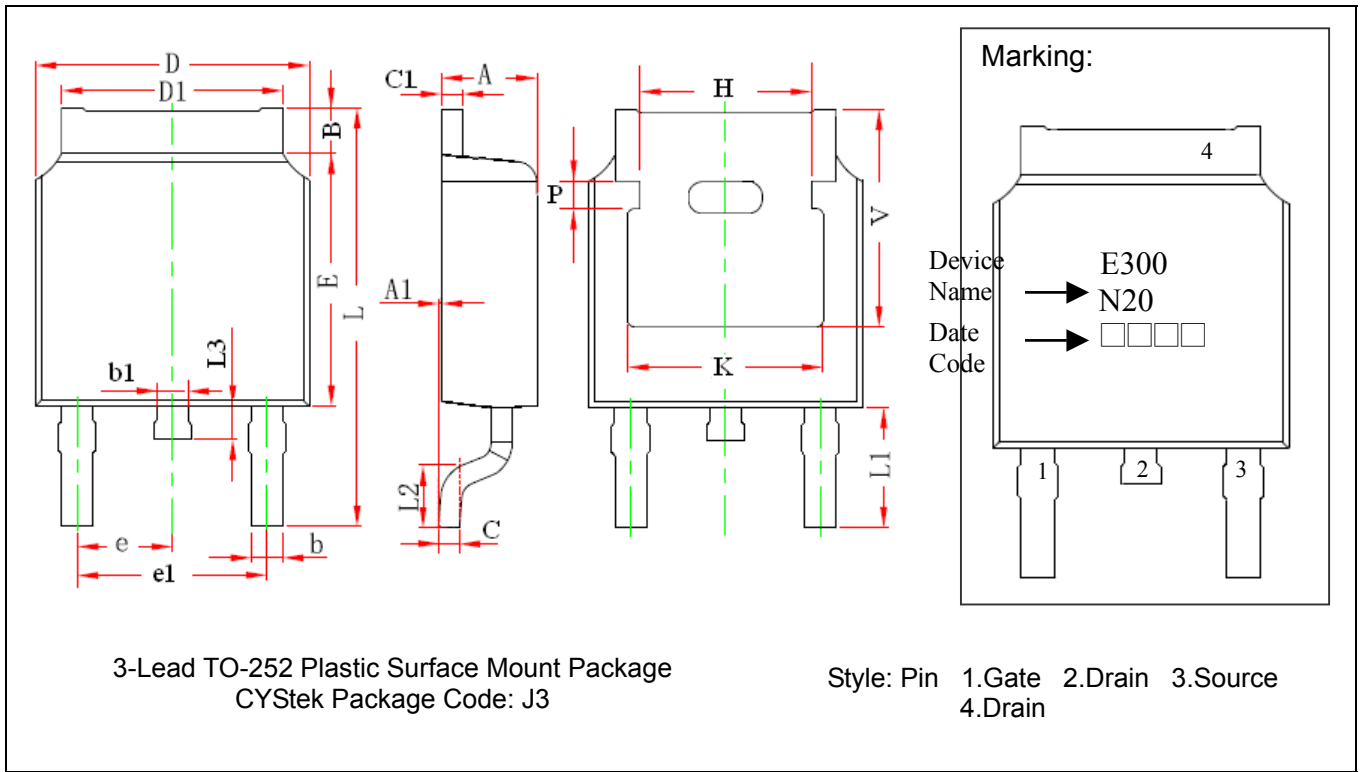 D
D1
B
E
L
L3
b1
e
e1
b
C1
A
A1
L2
C
H
P
V
K
L1
Marking:
4
Device
Name
E300
N20
Date
Code
□□□□
1
2
3
3-Lead TO-252 Plastic Surface Mount Package
CYStek Package Code: J3
Style: Pin 1.Gate 2.Drain 3.Source
4.Drain